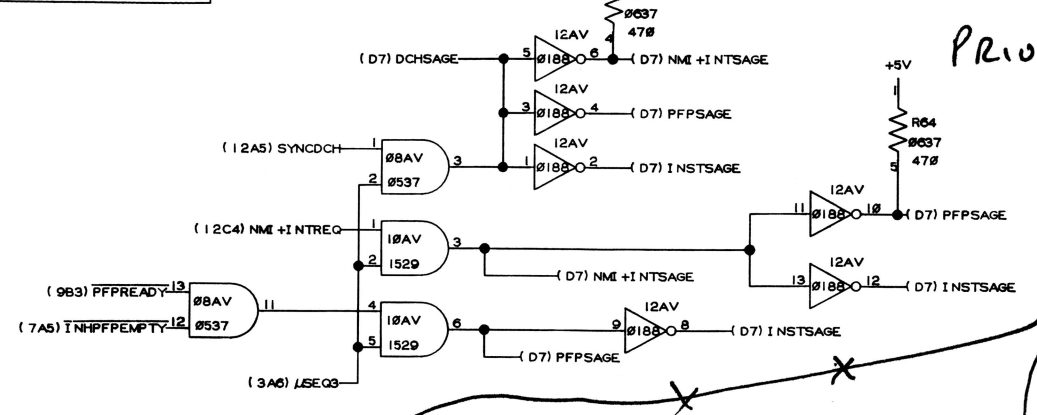 Ø637
4 47Ø
12AV
(D7) DCHSAGE 5 Ø188 6 (D7) NMI+INTSAGE
PRIO
12AV
+5V
3 Ø188 4 (D7) PFPSAGE
1
R64
Ø637
47Ø
5
12AV
(12A5) SYNCDCH 1 Ø8AV 3 1 Ø188 2 (D7) INSTSAGE
2 Ø537
12AV
11 Ø188 1Ø (D7) PFPSAGE
(12C4) NMI+INTREQ 1 1ØAV 3
2 1529
(D7) NMI+INTSAGE
12AV
13 Ø188 12 (D7) INSTSAGE
(9B3) PFPREADY 13 Ø8AV 11
(7A5) INHPFPEMPTY 12 Ø537
12AV
4 1ØAV 6 9 Ø188 8 (D7) INSTSAGE
5 1529
(D7) PFPSAGE
(3A6) µSEQ3